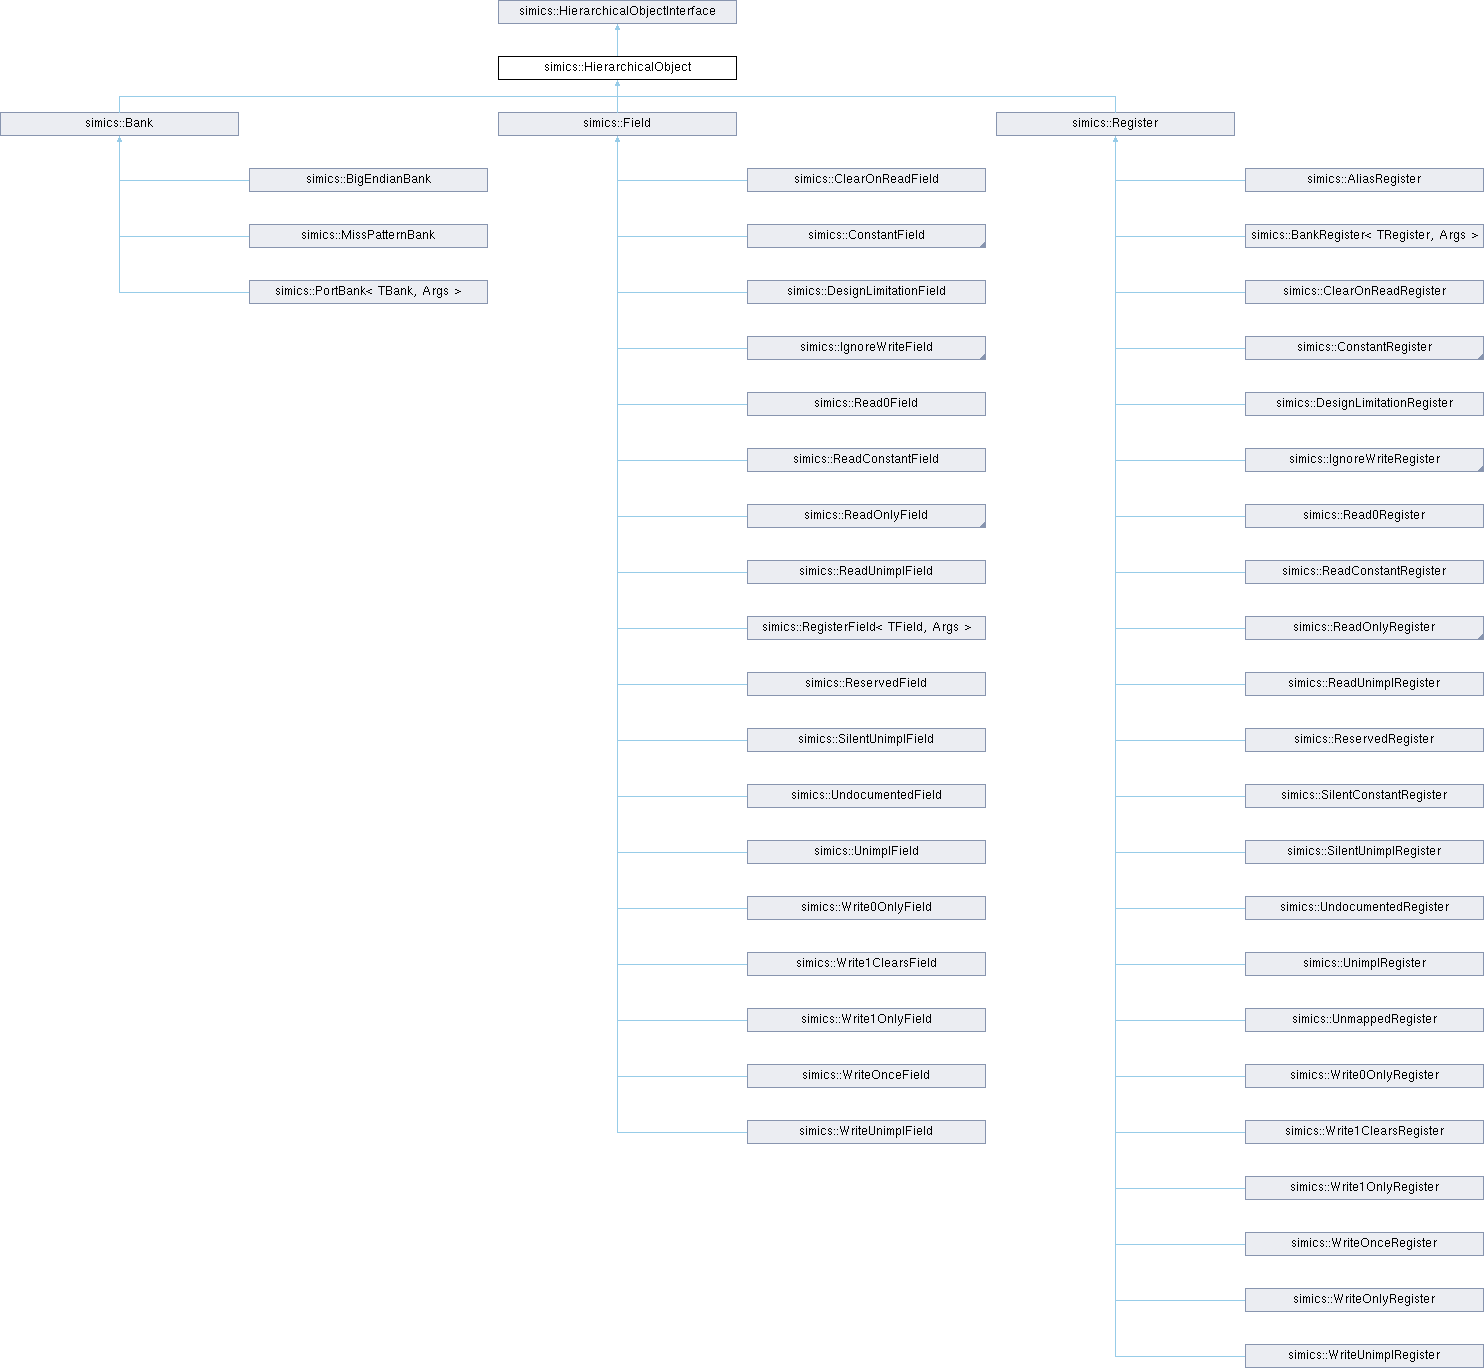 simics::HierarchicalObjectInterface
simics::HierarchicalObject
simics::Bank
simics::Field
simics::Register
simics::BigEndianBank
simics::ClearOnReadField
simics::AliasRegister
simics::MissPatternBank
simics::ConstantField
simics::BankRegister< TRegister, Args >
simics::PortBank< TBank, Args >
simics::DesignLimitationField
simics::ClearOnReadRegister
simics::IgnoreWriteField
simics::ConstantRegister
simics::Read0Field
simics::DesignLimitationRegister
simics::ReadConstantField
simics::IgnoreWriteRegister
simics::ReadOnlyField
simics::Read0Register
simics::ReadUnimplField
simics::ReadConstantRegister
simics::RegisterField< TField, Args >
simics::ReadOnlyRegister
simics::ReservedField
simics::ReadUnimplRegister
simics::SilentUnimplField
simics::ReservedRegister
simics::UndocumentedField
simics::SilentConstantRegister
simics::UnimplField
simics::SilentUnimplRegister
simics::Write0OnlyField
simics::UndocumentedRegister
simics::Write1ClearsField
simics::UnimplRegister
simics::Write1OnlyField
simics::UnmappedRegister
simics::WriteOnceField
simics::Write0OnlyRegister
simics::WriteUnimplField
simics::Write1ClearsRegister
simics::Write1OnlyRegister
simics::WriteOnceRegister
simics::WriteOnlyRegister
simics::WriteUnimplRegister